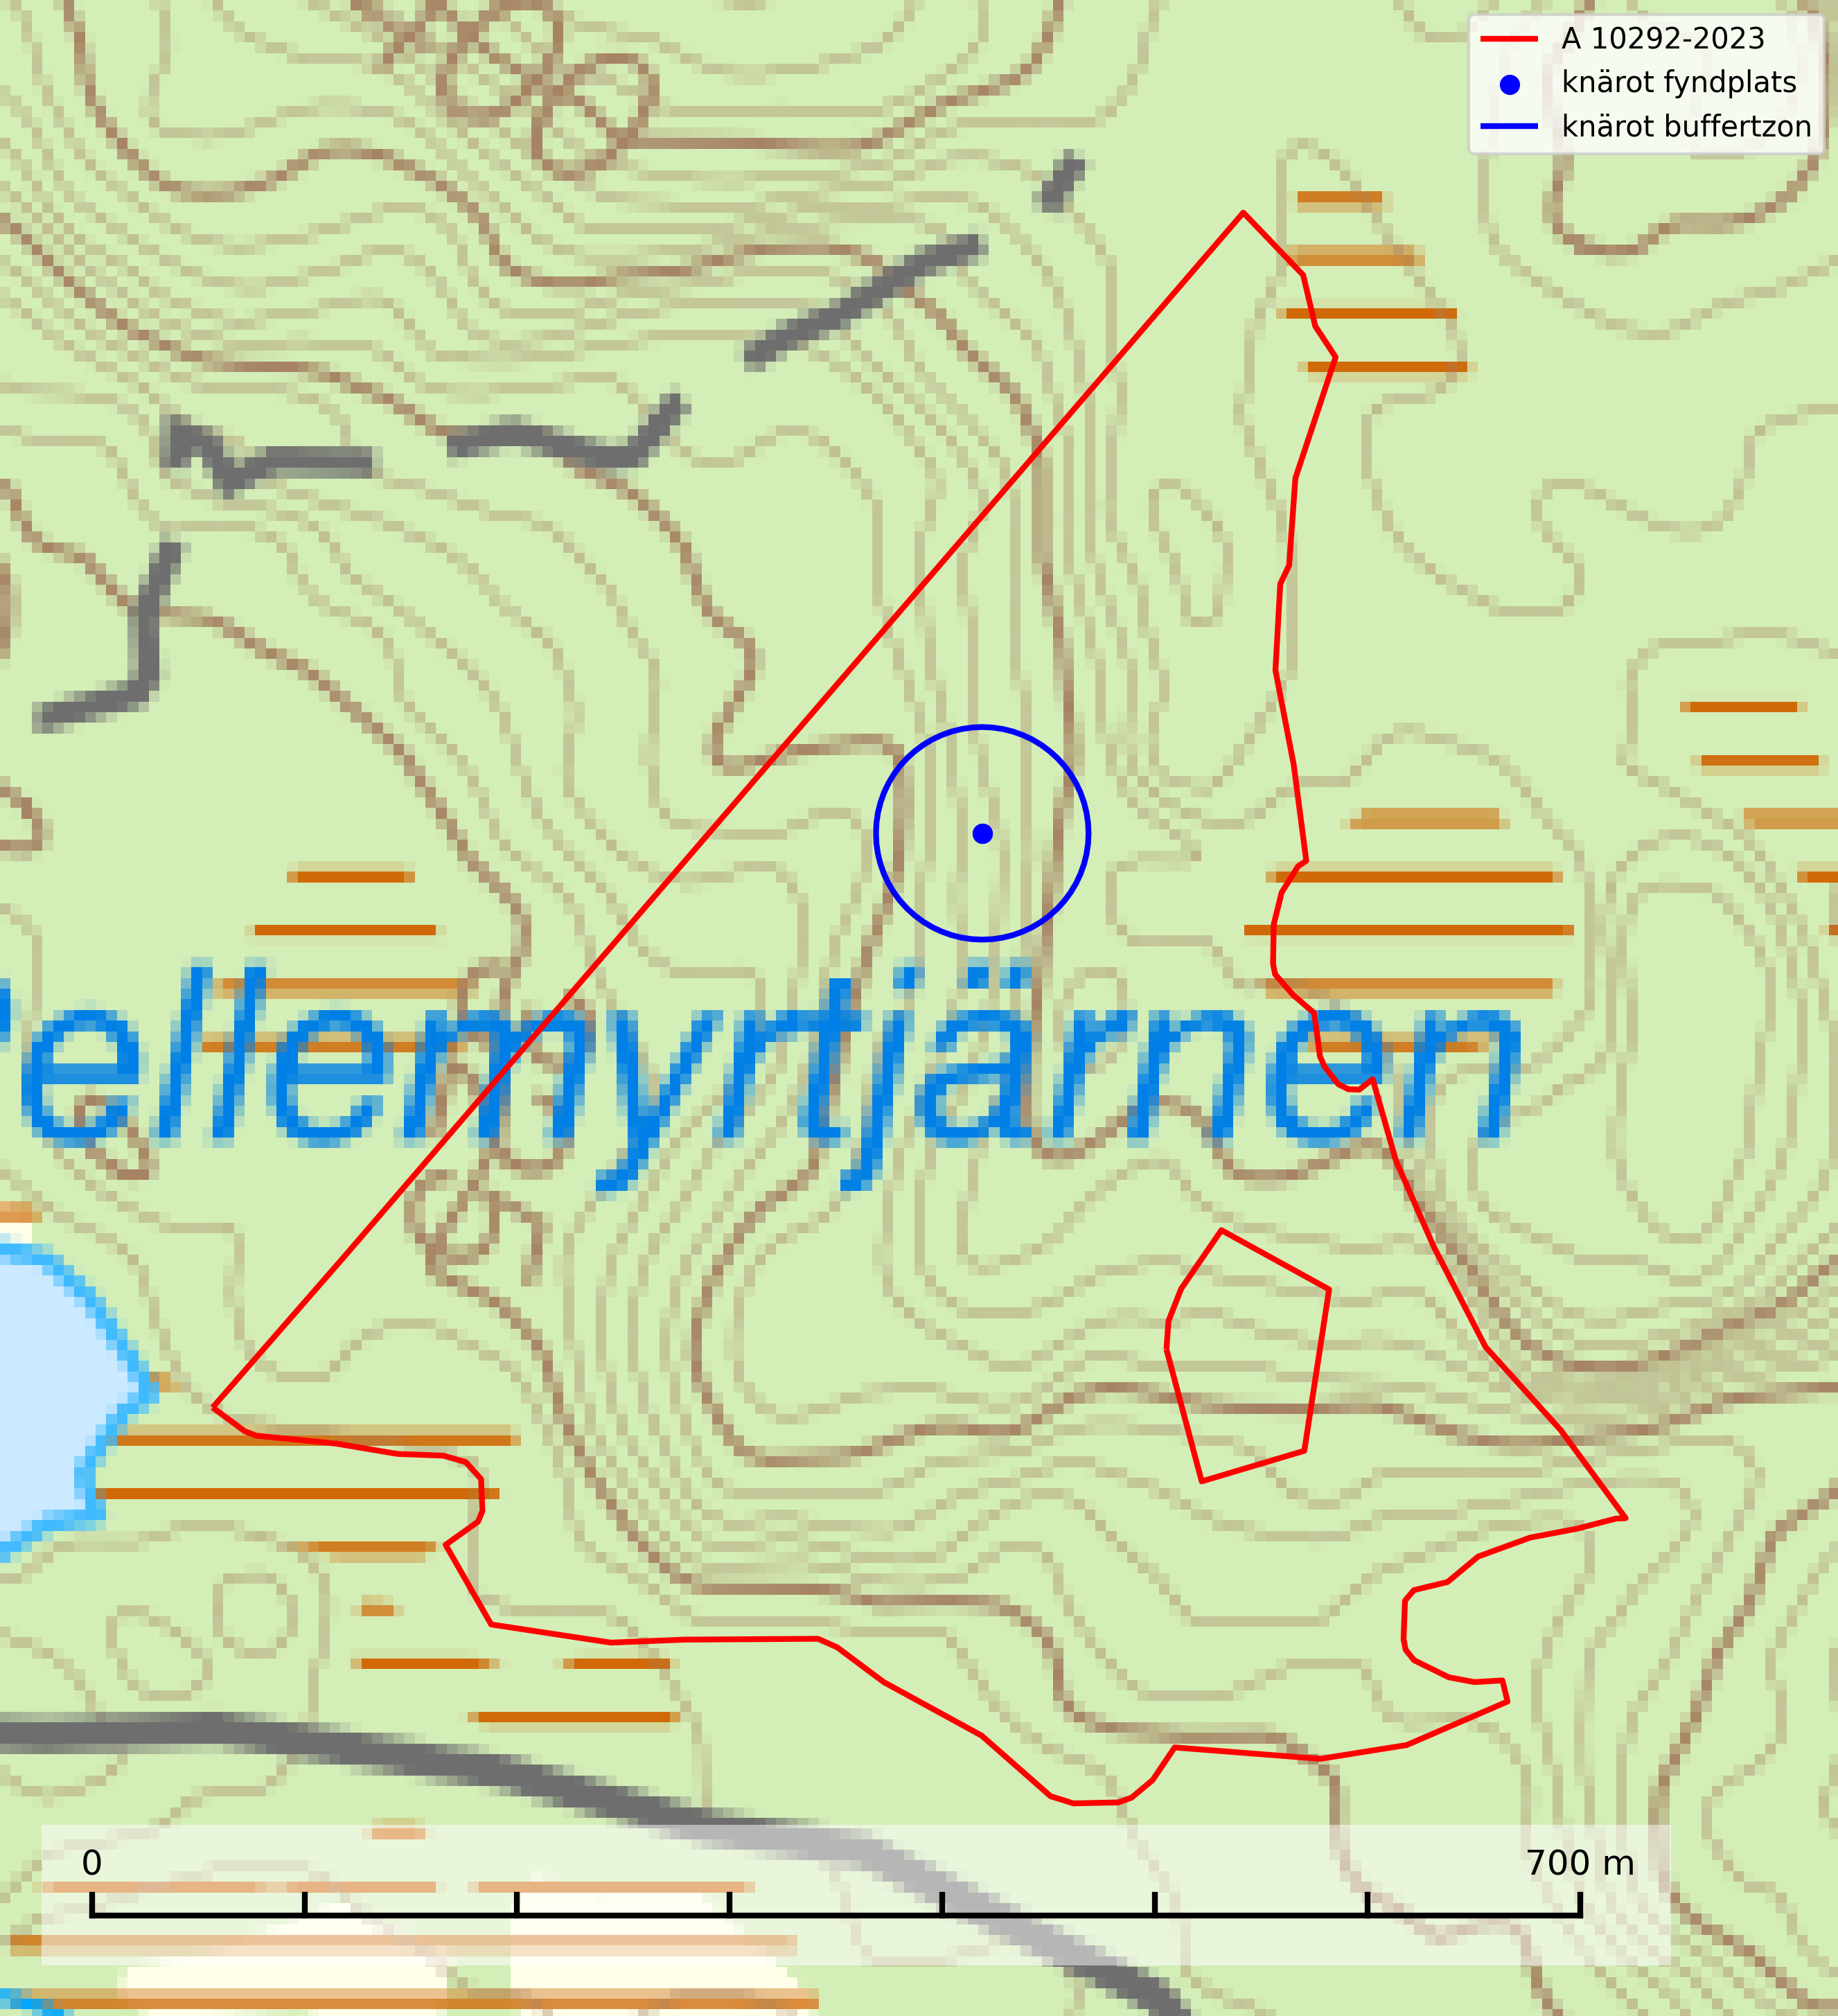 A 10292-2023
knärot fyndplats
knärot buffertzon
ellemyrtjärnen
0
700 m